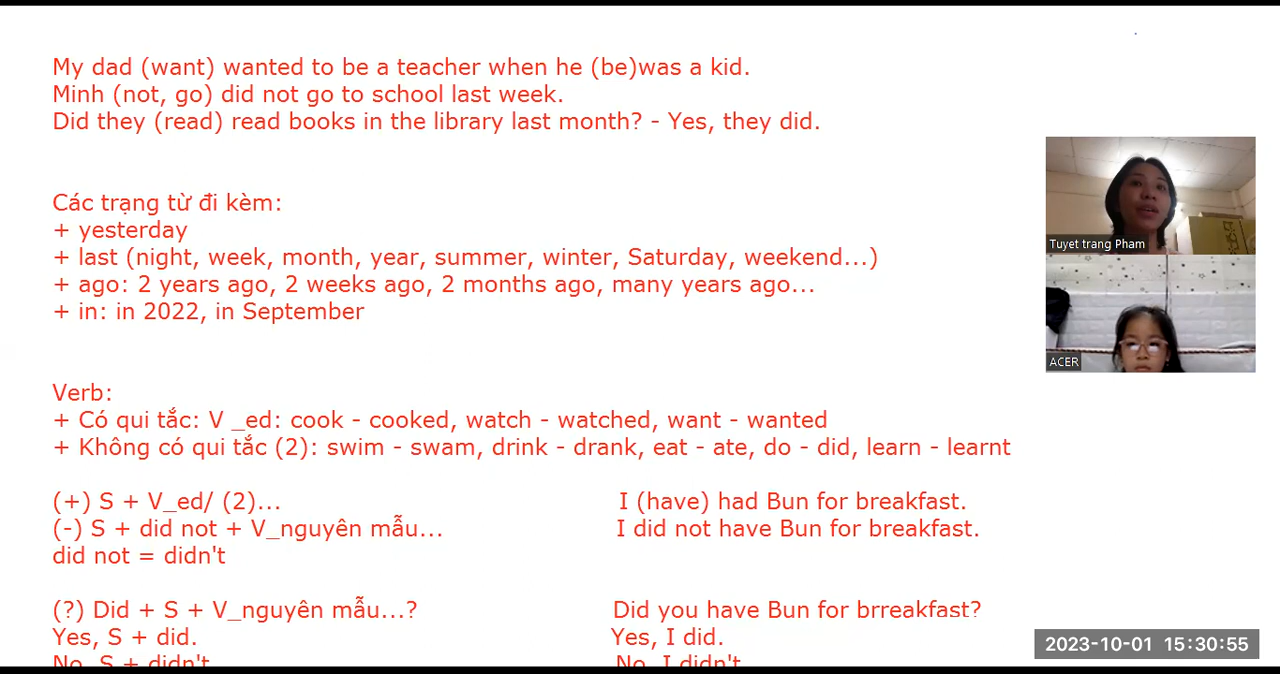 My dad (want) wanted to be a teacher when he (be)was a kid.
Minh (not, go) did not go to school last week.
Did they (read) read books in the library last month? - Yes, they did.
Các trạng từ đi kèm:
+ yesterday
+ last (night, week, month, year, summer, winter, Saturday, weekend...)
+ ago: 2 years ago, 2 weeks ago, 2 months ago, many years ago...
+ in: in 2022, in September
Verb:
+ Có qui tắc: V _ed: cook - cooked, watch - watched, want - wanted
+ Không có qui tắc (2): swim - swam, drink - drank, eat - ate, do - did, learn - learnt
(+) S + V_ed/ (2)... I (have) had Bun for breakfast.
(-) S + did not + V_nguyên mẫu... I did not have Bun for breakfast.
did not = didn't
(?) Did + S + V_nguyên mẫu...? Did you have Bun for brreakfast?
Yes, S + did. Yes, I did.
No, S + didn't No, I didn't
Tuyet trang Pham
ACER
2023-10-01 15:30:55